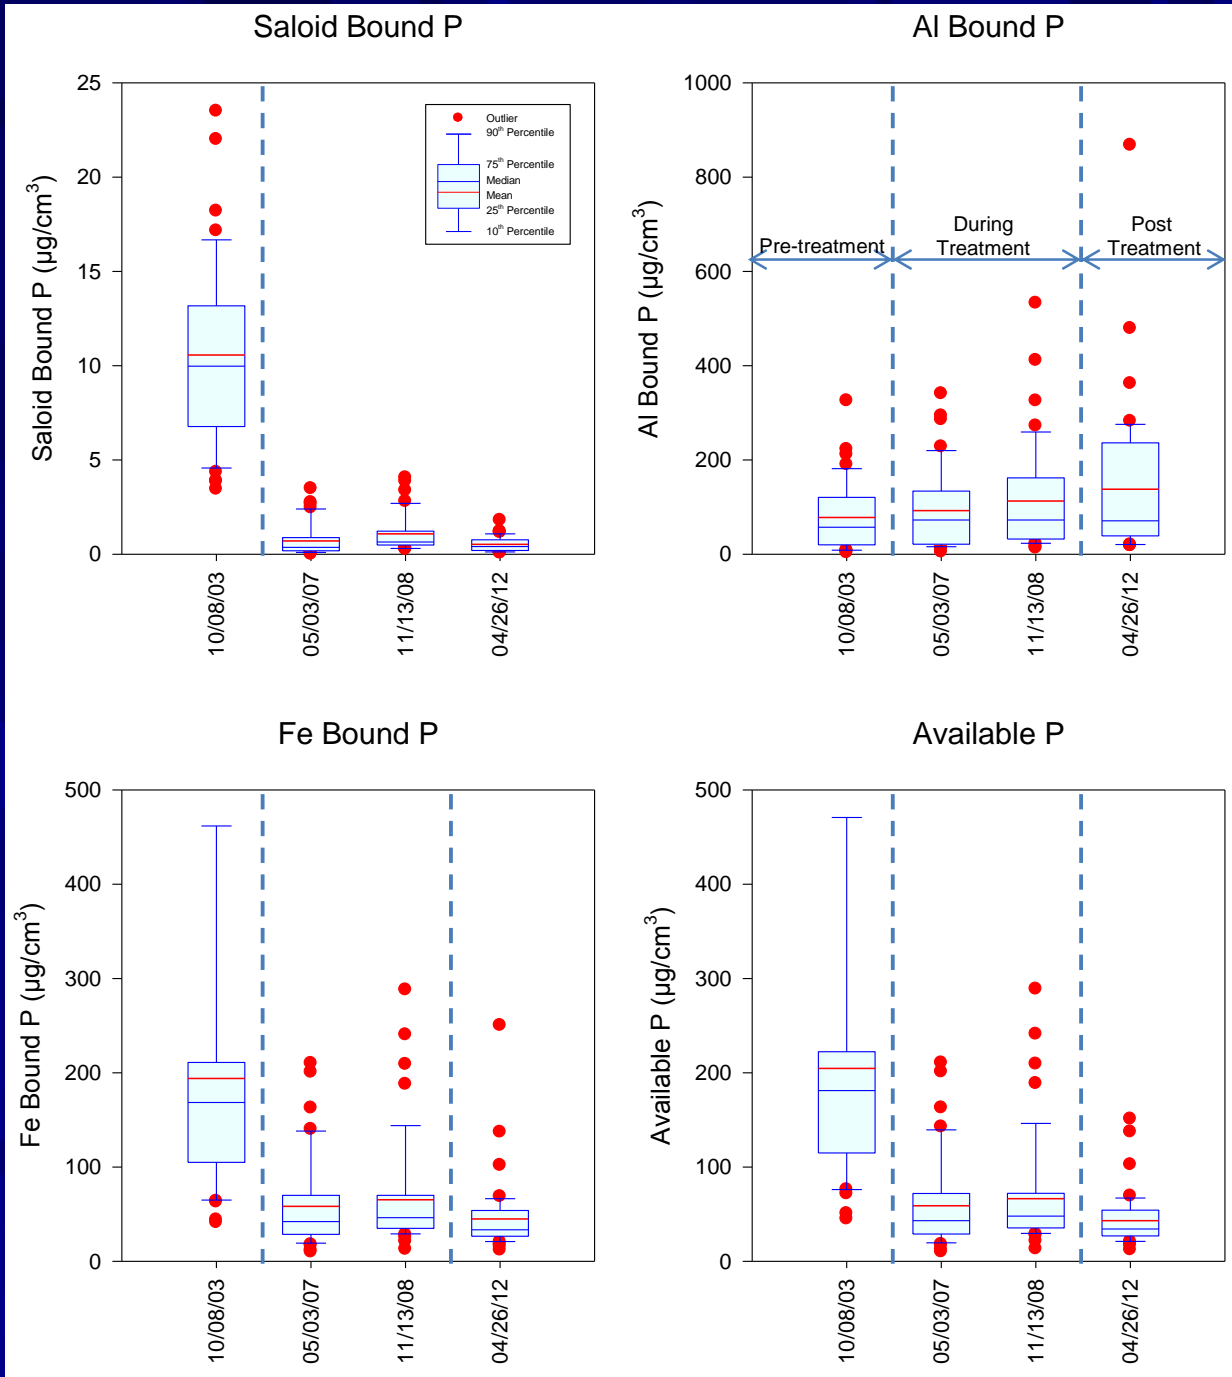 Saloid Bound P
Saloid Bound P (µg/cm³)
25
20
15
10
5
0
Outlier
90th Percentile
75th Percentile
Median
Mean
25th Percentile
10th Percentile
10/08/03
05/03/07
11/13/08
04/26/12
Al Bound P
Al Bound P (µg/cm³)
1000
800
600
400
200
0
Pre-treatment
During
Treatment
Post
Treatment
10/08/03
05/03/07
11/13/08
04/26/12
Fe Bound P
Fe Bound P (µg/cm³)
500
400
300
200
100
0
10/08/03
05/03/07
11/13/08
04/26/12
Available P
Available P (µg/cm³)
500
400
300
200
100
0
10/08/03
05/03/07
11/13/08
04/26/12